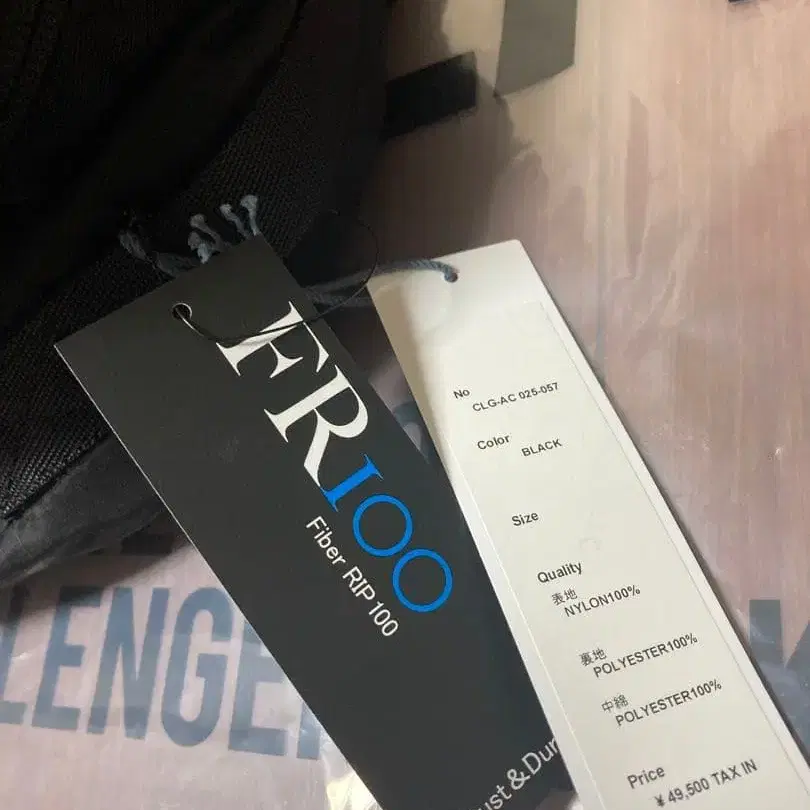 FR100
Fiber RIP 100
No
CLG-AC 025-057
Color
BLACK
Size
Quality
表地
NYLON100%
裏地
POLYESTER100%
中綿
POLYESTER100%
Price
¥49,500 TAX IN
LENGE